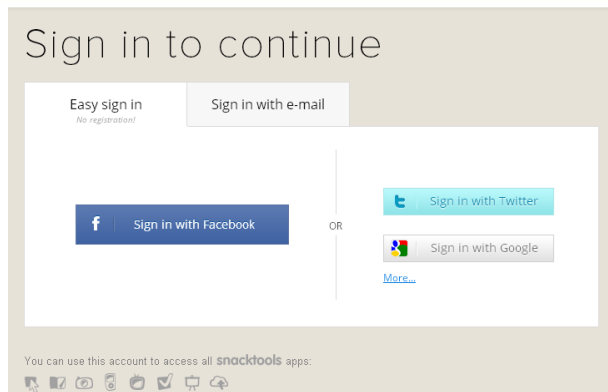 Sign in to continue
Easy sign in
No registration!
Sign in with e-mail
f Sign in with Facebook
OR
Sign in with Twitter
Sign in with Google
More...
You can use this account to access all snacktools apps: